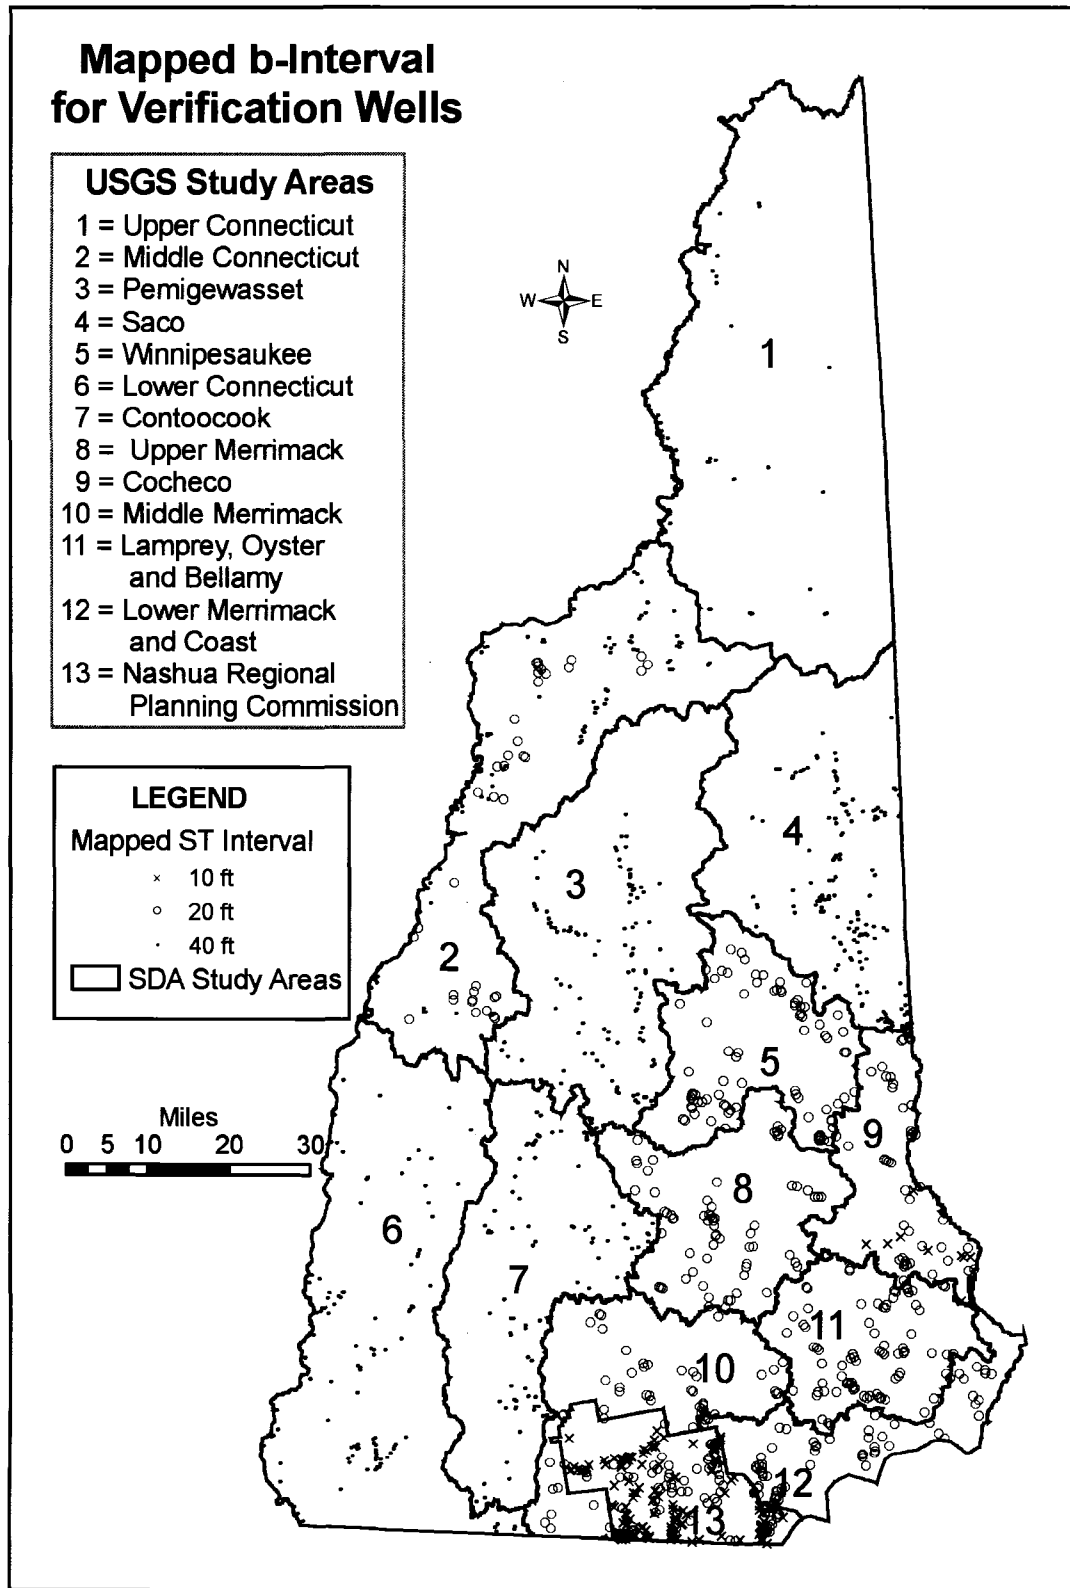 Mapped b-Interval
for Verification Wells
USGS Study Areas
1 = Upper Connecticut
2 = Middle Connecticut
3 = Pemigewasset
4 = Saco
5 = Winnipesaukee
6 = Lower Connecticut
7 = Contoocook
8 = Upper Merrimack
9 = Cocheco
10 = Middle Merrimack
11 = Lamprey, Oyster
and Bellamy
12 = Lower Merrimack
and Coast
13 = Nashua Regional
Planning Commission
N
W E
S
LEGEND
Mapped ST Interval
× 10 ft
○ 20 ft
· 40 ft
SDA Study Areas
Miles
0 5 10 20 30
1
2
3
4
5
6
7
8
9
10
11
12
13